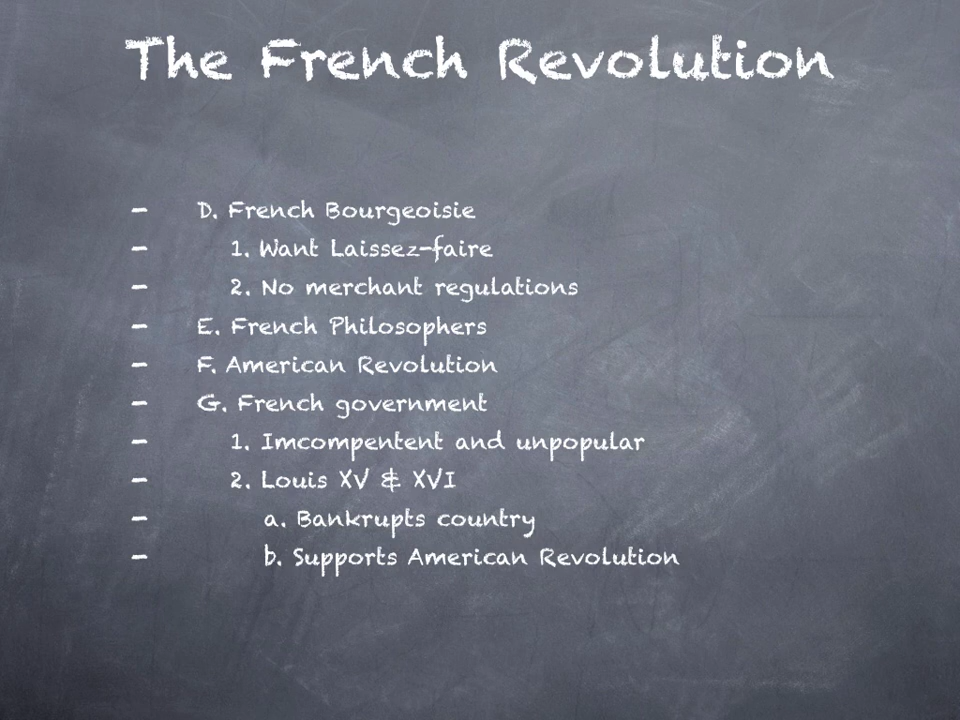 The French Revolution
- D. French Bourgeoisie
- 1. Want Laissez-faire
- 2. No merchant regulations
- E. French Philosophers
- F. American Revolution
- G. French government
- 1. Imcompentent and unpopular
- 2. Louis XV & XVI
- a. Bankrupts country
- b. Supports American Revolution